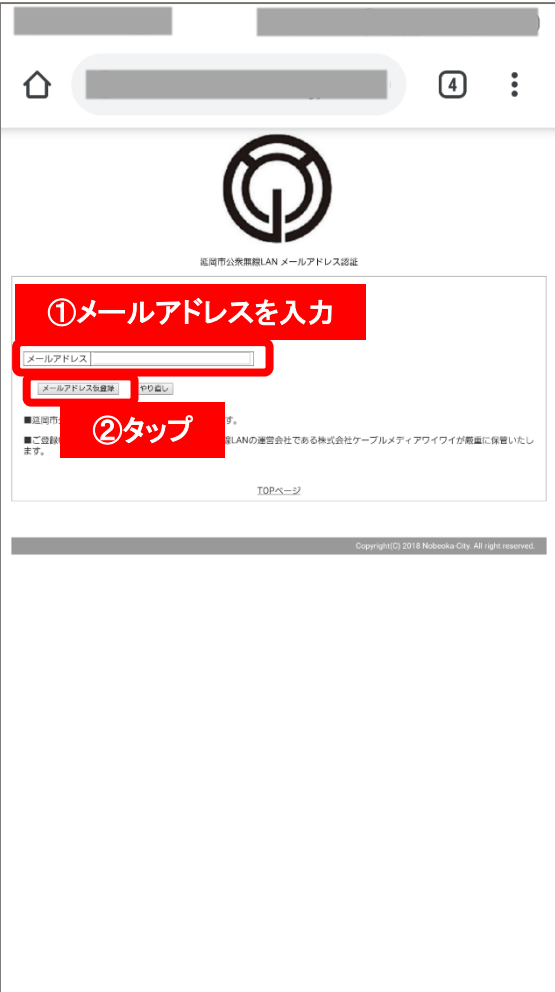 4
延岡市公衆無線LAN メールアドレス認証
①メールアドレスを入力
メールアドレス
メールアドレス仮登録 やり直し
■延岡市 す。
②タップ
■ご登録 LANの運営会社である株式会社ケーブルメディアワイワイが厳重に保管いたし
ます。
TOPページ
Copyright(C) 2018 Nobeoka-City. All right reserved.